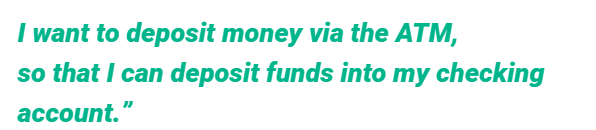 I want to deposit money via the ATM,
so that I can deposit funds into my checking
account.”